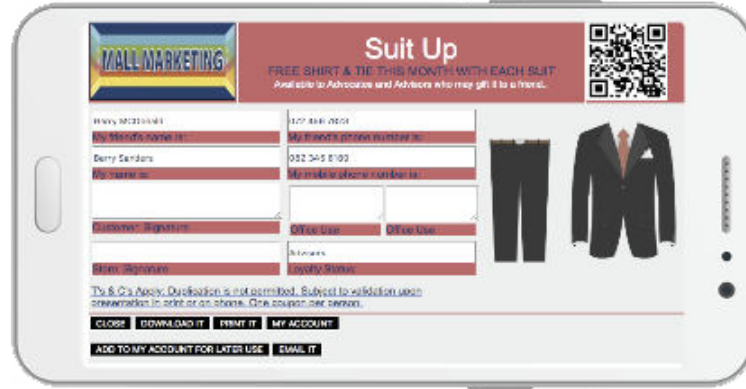 MALL MARKETING
Suit Up
FREE SHIRT & TIE THIS MONTH WITH EACH SUIT
Available to Advocates and Advisors who may gift it to a friend.
My friend's name is:
My friend's phone number is:
Barry Sanders
My name is:
My mobile phone number is:
Customer Signature
Office Use
Office Use
Advisors
Store Signature
Loyalty Status:
T's & C's Apply. Duplication is not permitted. Subject to validation upon
presentation in print or on phone. One coupon per person.
CLOSE
DOWNLOAD IT
PRINT IT
MY ACCOUNT
ADD TO MY ACCOUNT FOR LATER USE
EMAIL IT